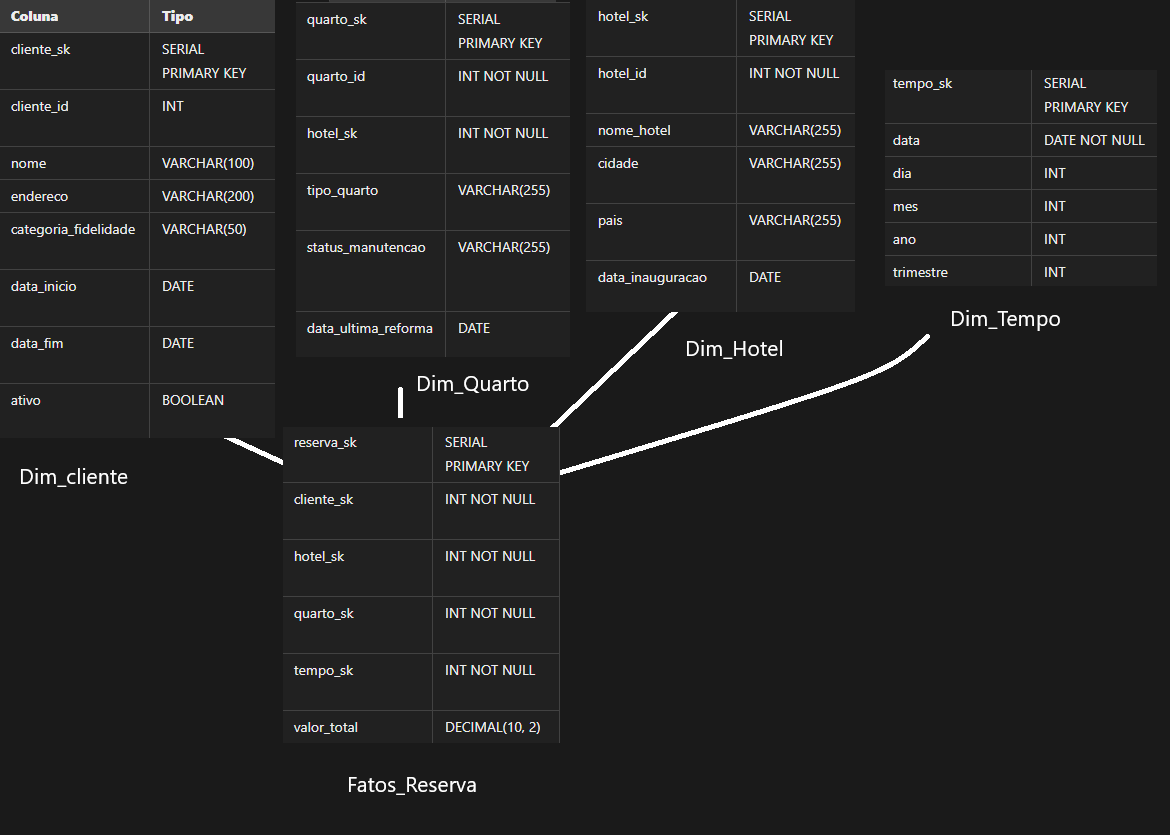 Coluna Tipo
cliente_sk SERIAL
PRIMARY KEY
cliente_id INT
nome VARCHAR(100)
endereco VARCHAR(200)
categoria_fidelidade VARCHAR(50)
data_inicio DATE
data_fim DATE
ativo BOOLEAN
Dim_cliente
quarto_sk SERIAL
PRIMARY KEY
quarto_id INT NOT NULL
hotel_sk INT NOT NULL
tipo_quarto VARCHAR(255)
status_manutencao VARCHAR(255)
data_ultima_reforma DATE
Dim_Quarto
hotel_sk SERIAL
PRIMARY KEY
hotel_id INT NOT NULL
nome_hotel VARCHAR(255)
cidade VARCHAR(255)
pais VARCHAR(255)
data_inauguracao DATE
Dim_Hotel
tempo_sk SERIAL
PRIMARY KEY
data DATE NOT NULL
dia INT
mes INT
ano INT
trimestre INT
Dim_Tempo
reserva_sk SERIAL
PRIMARY KEY
cliente_sk INT NOT NULL
hotel_sk INT NOT NULL
quarto_sk INT NOT NULL
tempo_sk INT NOT NULL
valor_total DECIMAL(10, 2)
Fatos_Reserva